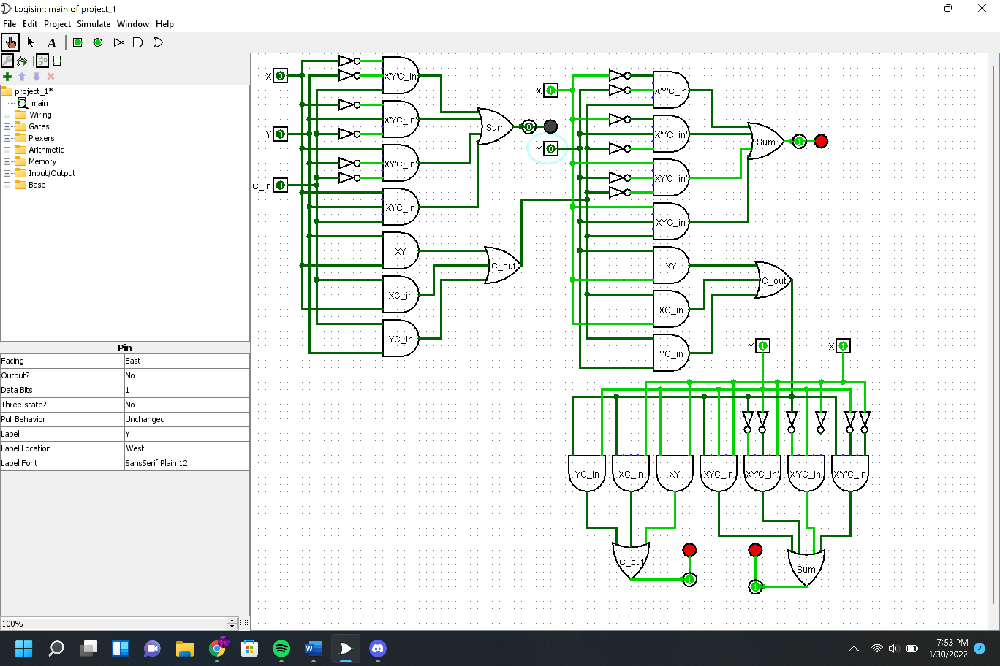 Logisim: main of project_1
File Edit Project Simulate Window Help
project_1*
main
Wiring
Gates
Plexers
Arithmetic
Memory
Input/Output
Base
Pin
Facing East
Output? No
Data Bits 1
Three-state? No
Pull Behavior Unchanged
Label Y
Label Location West
Label Font SansSerif Plain 12
100%
X 0
Y 0
C_in 0
X'Y'C_in
X'YC_in'
XY'C_in'
XYC_in
XY
XC_in
YC_in
Sum
0
C_out
X 1
Y 0
X'Y'C_in
X'YC_in'
XY'C_in'
XYC_in
XY
XC_in
YC_in
Sum
1
C_out
Y 1
X 1
YC_in XC_in XY XYC_in XY'C_in' X'YC_in' X'Y'C_in
C_out
1
Sum
1
W
7:53 PM
1/30/2022
2